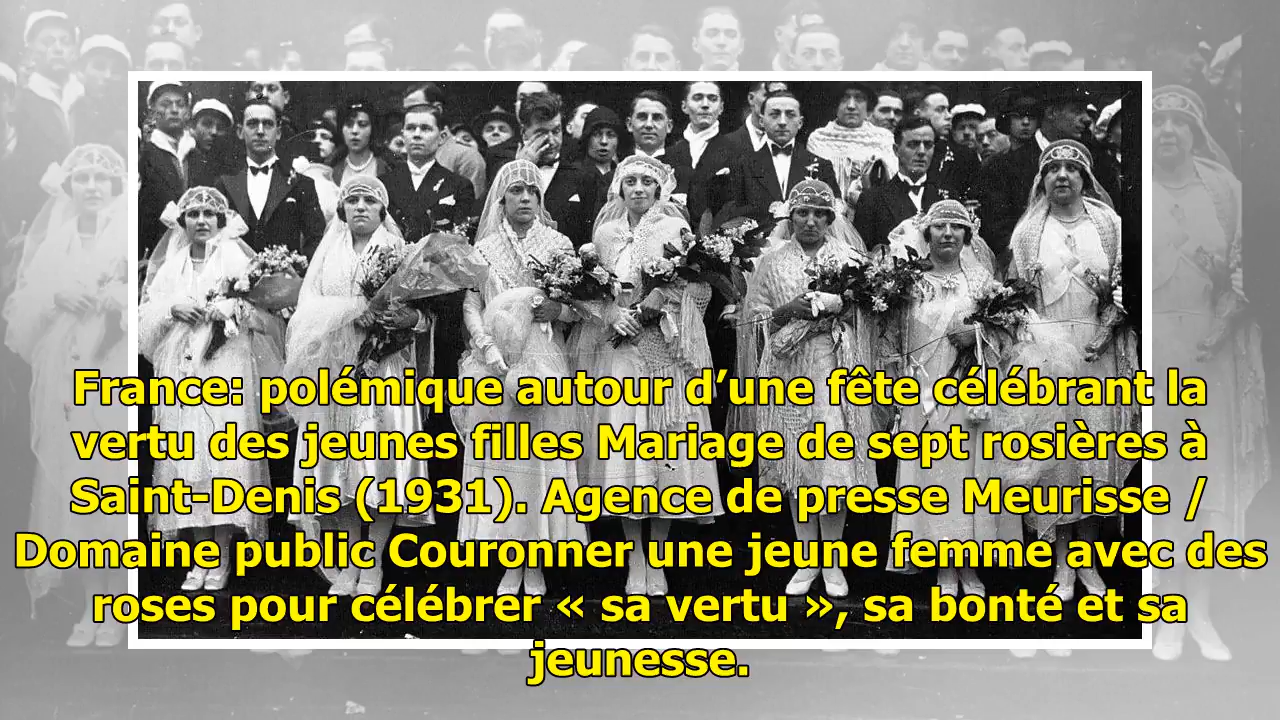 France: polémique autour d’une fête célébrant la
vertu des jeunes filles Mariage de sept rosières à
Saint-Denis (1931). Agence de presse Meurisse /
Domaine public Couronner une jeune femme avec des
roses pour célébrer « sa vertu », sa bonté et sa
jeunesse.